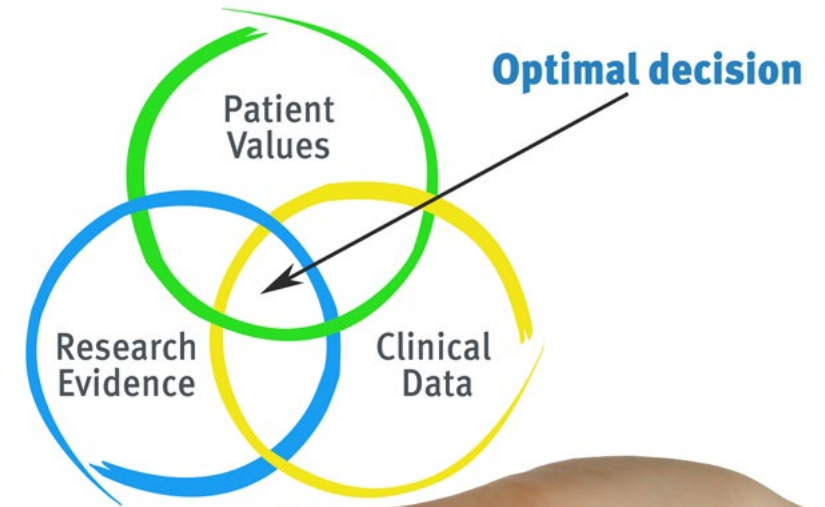 Optimal decision
Patient
Values
Research
Evidence
Clinical
Data